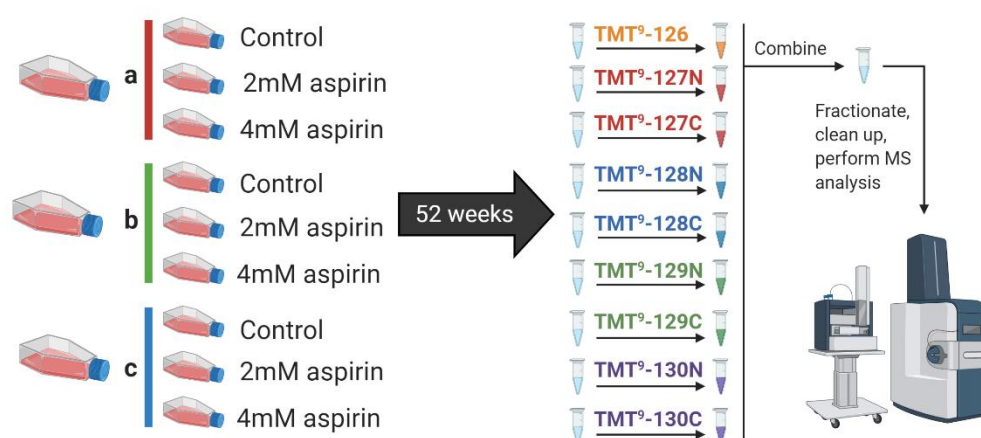 a
Control
2mM aspirin
4mM aspirin
b
Control
2mM aspirin
4mM aspirin
c
Control
2mM aspirin
4mM aspirin
52 weeks
TMT⁹-126
TMT⁹-127N
TMT⁹-127C
TMT⁹-128N
TMT⁹-128C
TMT⁹-129N
TMT⁹-129C
TMT⁹-130N
TMT⁹-130C
Combine
Fractionate,
clean up,
perform MS
analysis